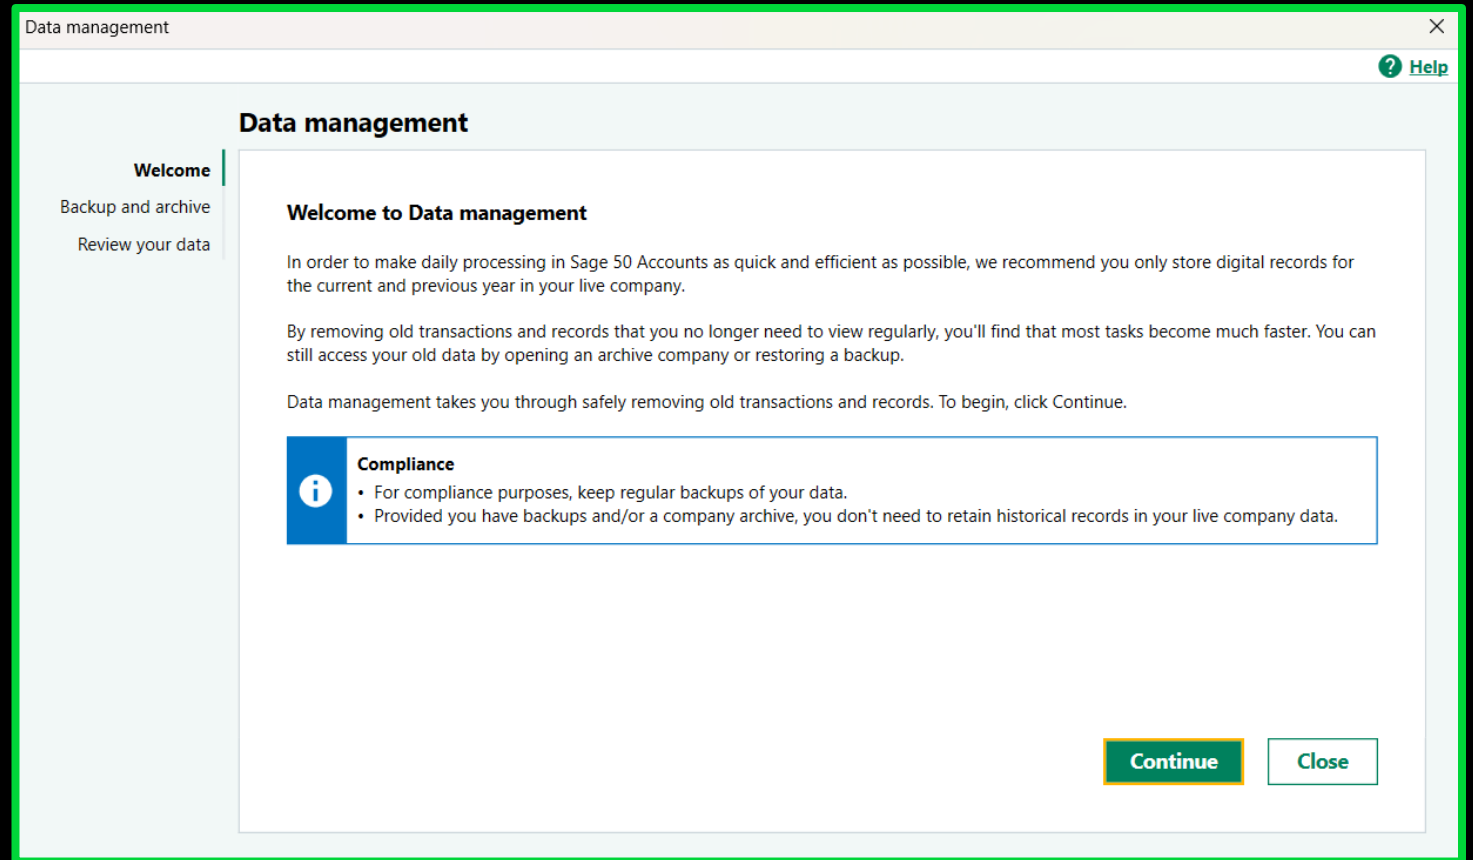 Data management
Help
Data management
Welcome
Backup and archive
Review your data
Welcome to Data management
In order to make daily processing in Sage 50 Accounts as quick and efficient as possible, we recommend you only store digital records for
the current and previous year in your live company.
By removing old transactions and records that you no longer need to view regularly, you'll find that most tasks become much faster. You can
still access your old data by opening an archive company or restoring a backup.
Data management takes you through safely removing old transactions and records. To begin, click Continue.
Compliance
• For compliance purposes, keep regular backups of your data.
• Provided you have backups and/or a company archive, you don't need to retain historical records in your live company data.
Continue
Close